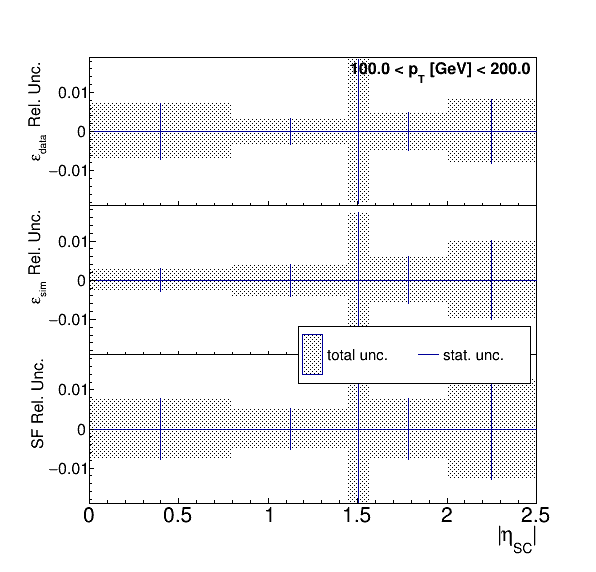 100.0 < p_T [GeV] < 200.0
ε_data Rel. Unc.
0.01
0
−0.01
ε_sim Rel. Unc.
0.01
0
−0.01
total unc. stat. unc.
SF Rel. Unc.
0.01
0
−0.01
0 0.5 1 1.5 2 2.5
|η_SC|